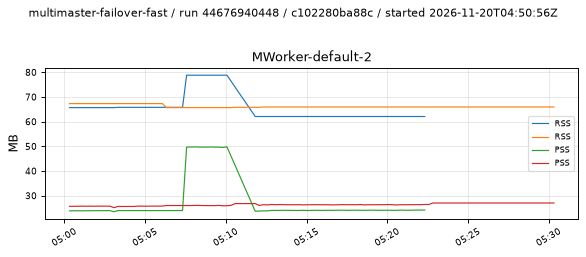 multimaster-failover-fast / run 44676940448 / c102280ba88c / started 2026-11-20T04:50:56Z
MWorker-default-2
MB
80
70
60
50
40
30
RSS
RSS
PSS
PSS
05:00
05:05
05:10
05:15
05:20
05:25
05:30